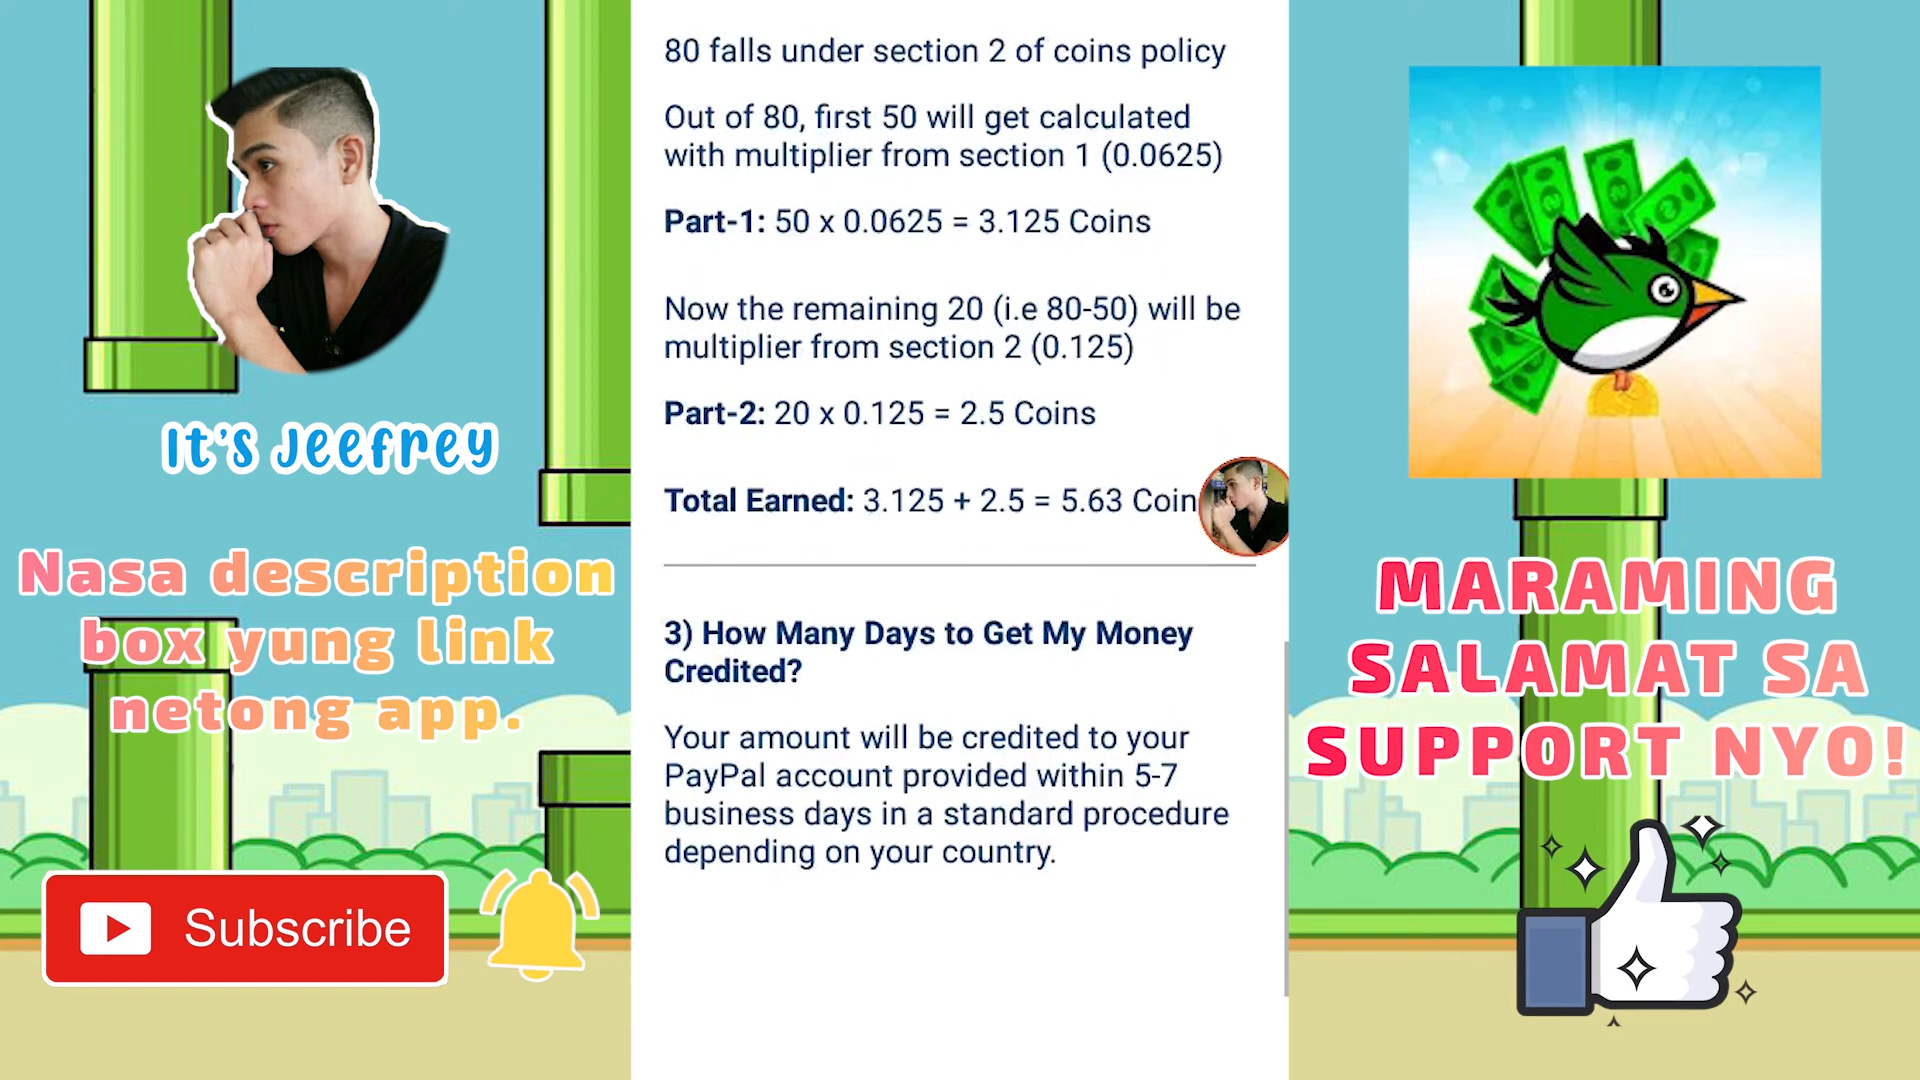 It's Jeefrey
Nasa description
box yung link
netong app.
Subscribe
80 falls under section 2 of coins policy
Out of 80, first 50 will get calculated
with multiplier from section 1 (0.0625)
Part-1: 50 x 0.0625 = 3.125 Coins
Now the remaining 20 (i.e 80-50) will be
multiplier from section 2 (0.125)
Part-2: 20 x 0.125 = 2.5 Coins
Total Earned: 3.125 + 2.5 = 5.63 Coin
3) How Many Days to Get My Money
Credited?
Your amount will be credited to your
PayPal account provided within 5-7
business days in a standard procedure
depending on your country.
MARAMING
SALAMAT SA
SUPPORT NYO!